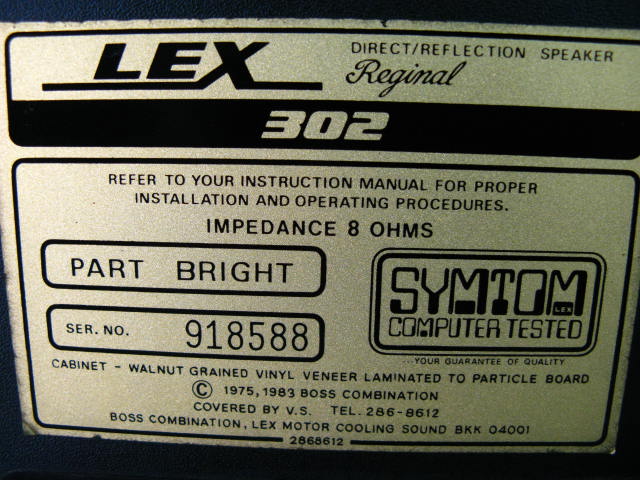 LEX
DIRECT/REFLECTION SPEAKER
Reginal
302
REFER TO YOUR INSTRUCTION MANUAL FOR PROPER
INSTALLATION AND OPERATING PROCEDURES.
IMPEDANCE 8 OHMS
PART BRIGHT
SER. NO. 918588
SYMTOM
LEX
COMPUTER TESTED
...YOUR GUARANTEE OF QUALITY
CABINET - WALNUT GRAINED VINYL VENEER LAMINATED TO PARTICLE BOARD
© 1975, 1983 BOSS COMBINATION
COVERED BY V.S. TEL. 286-8612
BOSS COMBINATION, LEX MOTOR COOLING SOUND BKK 04001
2868612